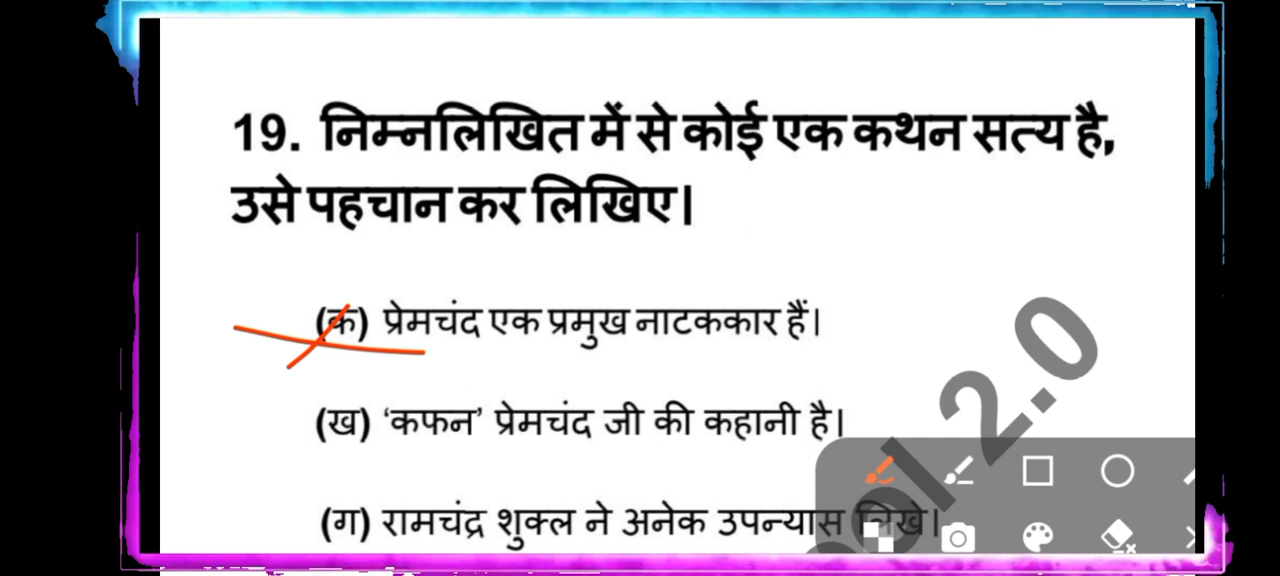 19. निम्नलिखित में से कोई एक कथन सत्य है,
उसे पहचान कर लिखिए।
(क) प्रेमचंद एक प्रमुख नाटककार हैं।
(ख) ‘कफन’ प्रेमचंद जी की कहानी है।
(ग) रामचंद्र शुक्ल ने अनेक उपन्यास लिखे।
2.0